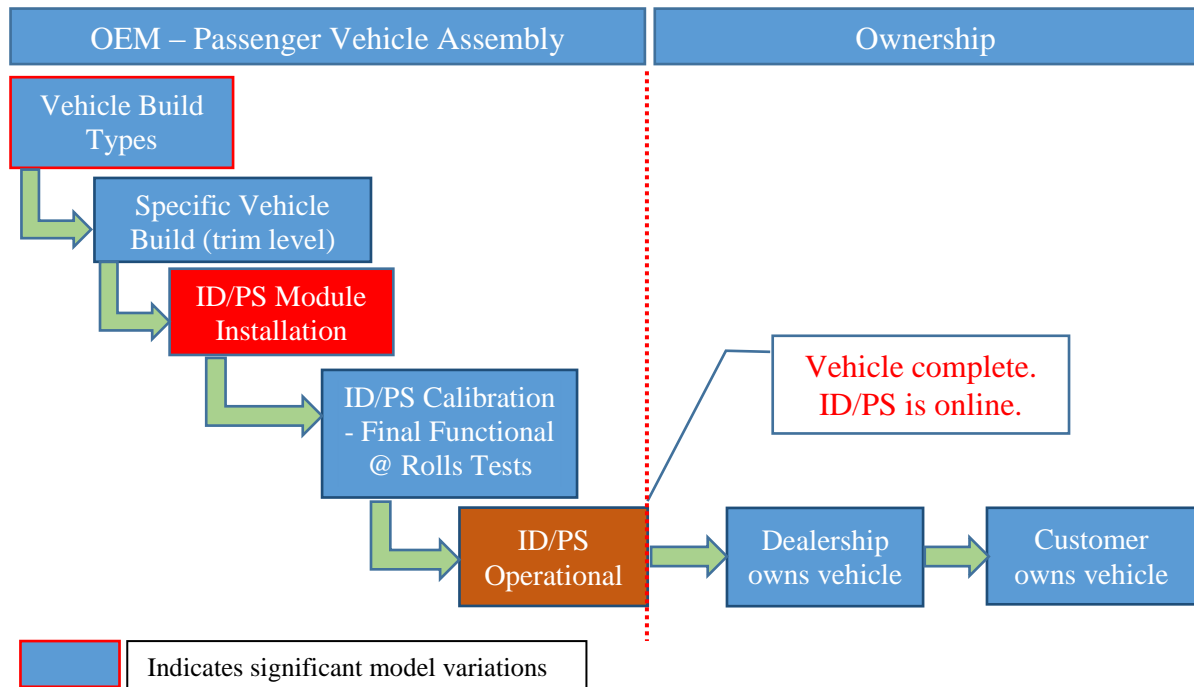 OEM – Passenger Vehicle Assembly
Ownership
Vehicle Build
Types
Specific Vehicle
Build (trim level)
ID/PS Module
Installation
ID/PS Calibration
- Final Functional
@ Rolls Tests
Vehicle complete.
ID/PS is online.
ID/PS
Operational
Dealership
owns vehicle
Customer
owns vehicle
Indicates significant model variations